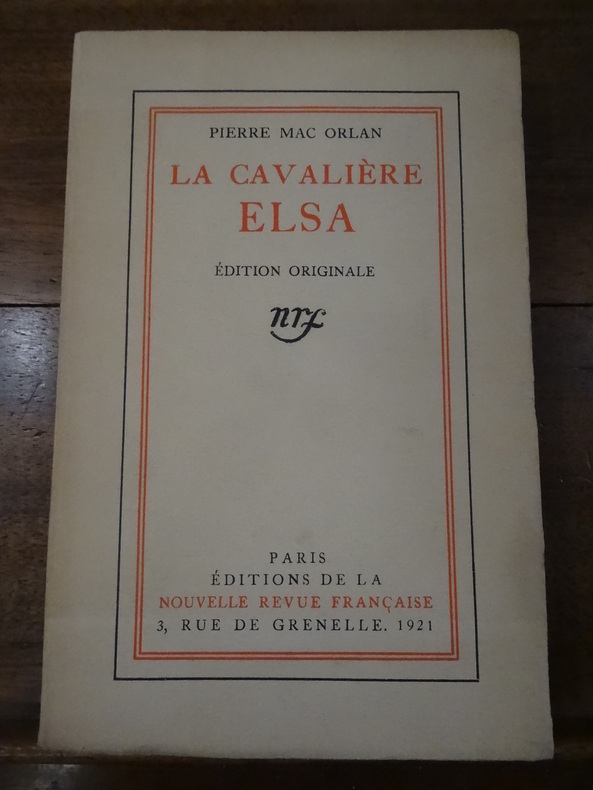 PIERRE MAC ORLAN
LA CAVALIÈRE
ELSA
ÉDITION ORIGINALE
nrf
PARIS
ÉDITIONS DE LA
NOUVELLE REVUE FRANÇAISE
3, RUE DE GRENELLE. 1921